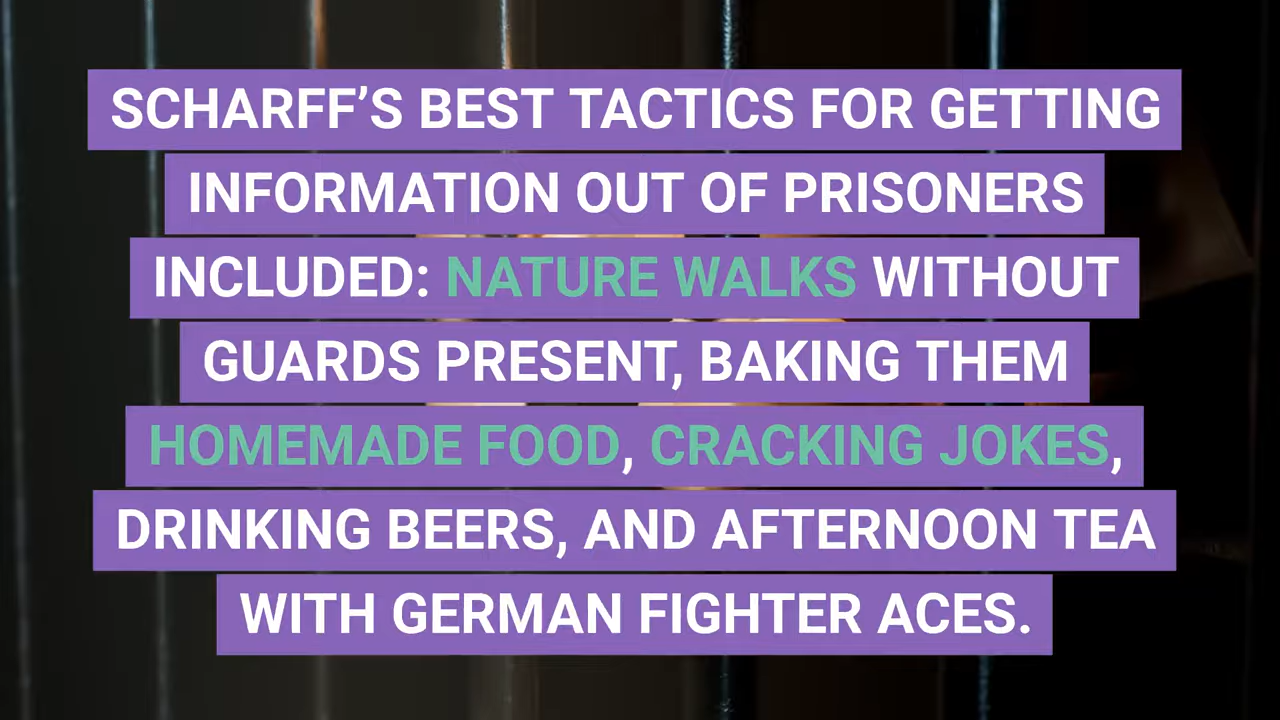 SCHARFF’S BEST TACTICS FOR GETTING
INFORMATION OUT OF PRISONERS
INCLUDED: NATURE WALKS WITHOUT
GUARDS PRESENT, BAKING THEM
HOMEMADE FOOD, CRACKING JOKES,
DRINKING BEERS, AND AFTERNOON TEA
WITH GERMAN FIGHTER ACES.